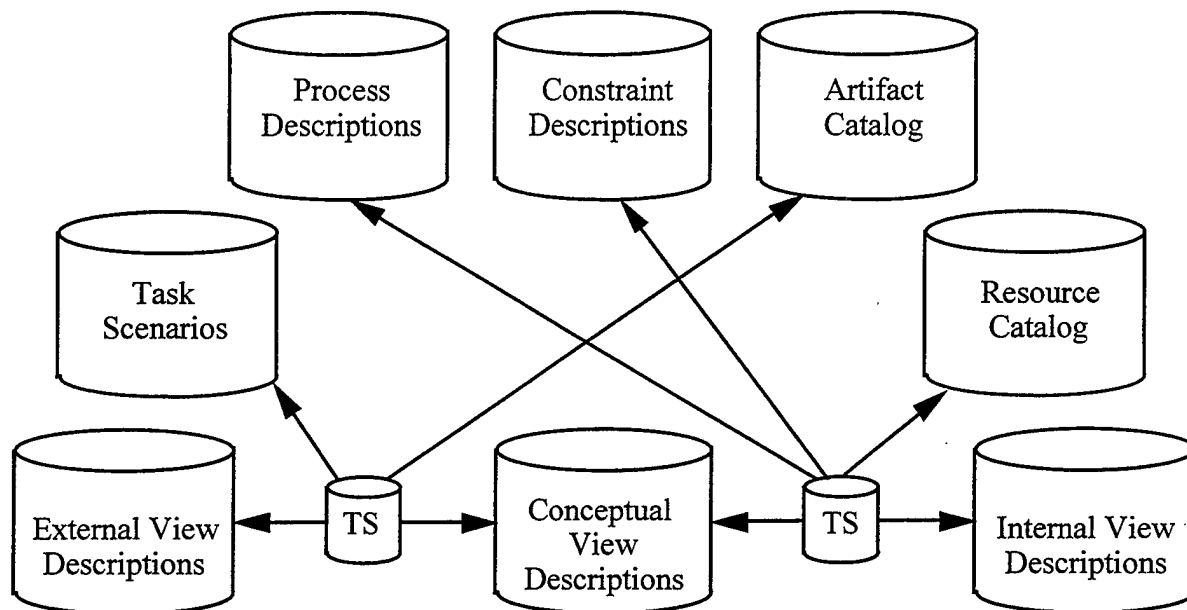 Process
Descriptions
Constraint
Descriptions
Artifact
Catalog
Task
Scenarios
Resource
Catalog
External View
Descriptions
TS
Conceptual
View
Descriptions
TS
Internal View
Descriptions